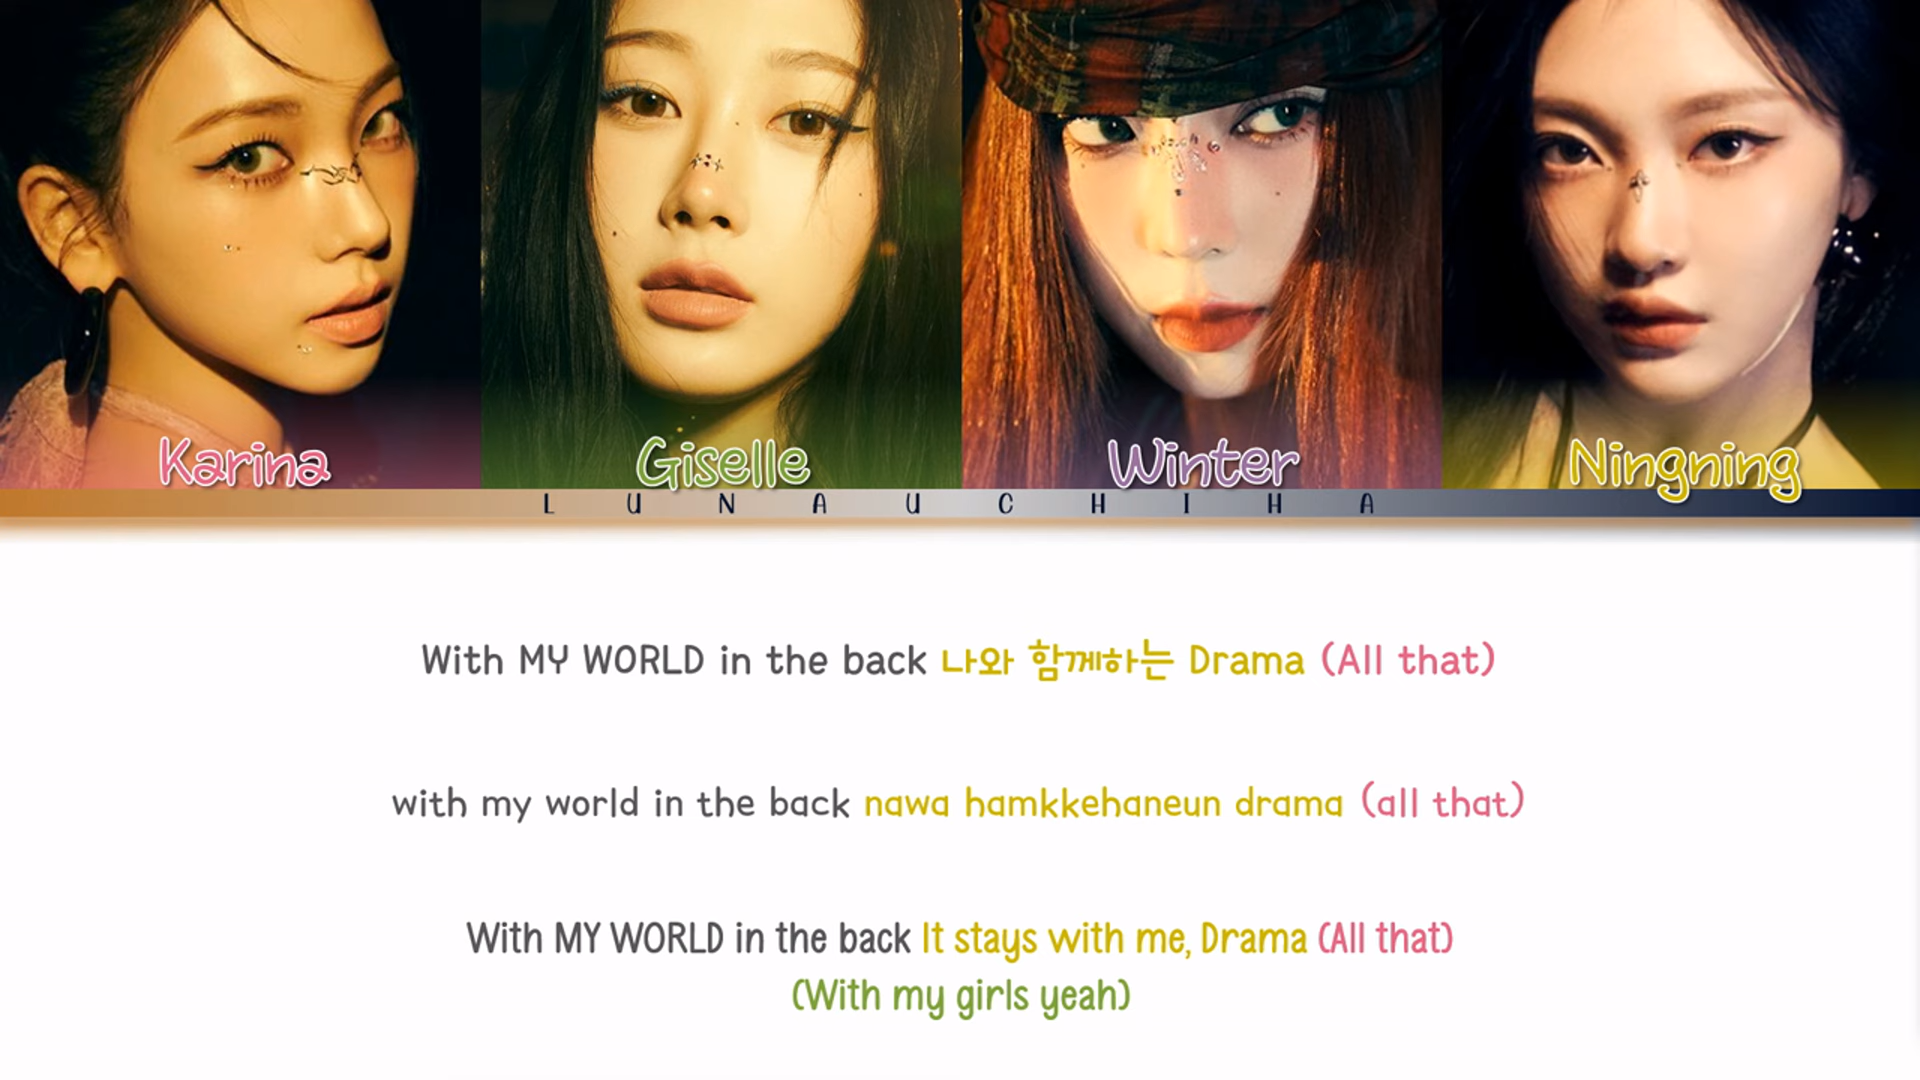 Karina Giselle Winter Ningning
LUNAUCHIHA
With MY WORLD in the back 나와 함께하는 Drama (All that)
with my world in the back nawa hamkkehaneun drama (all that)
With MY WORLD in the back It stays with me, Drama (All that)
(With my girls yeah)